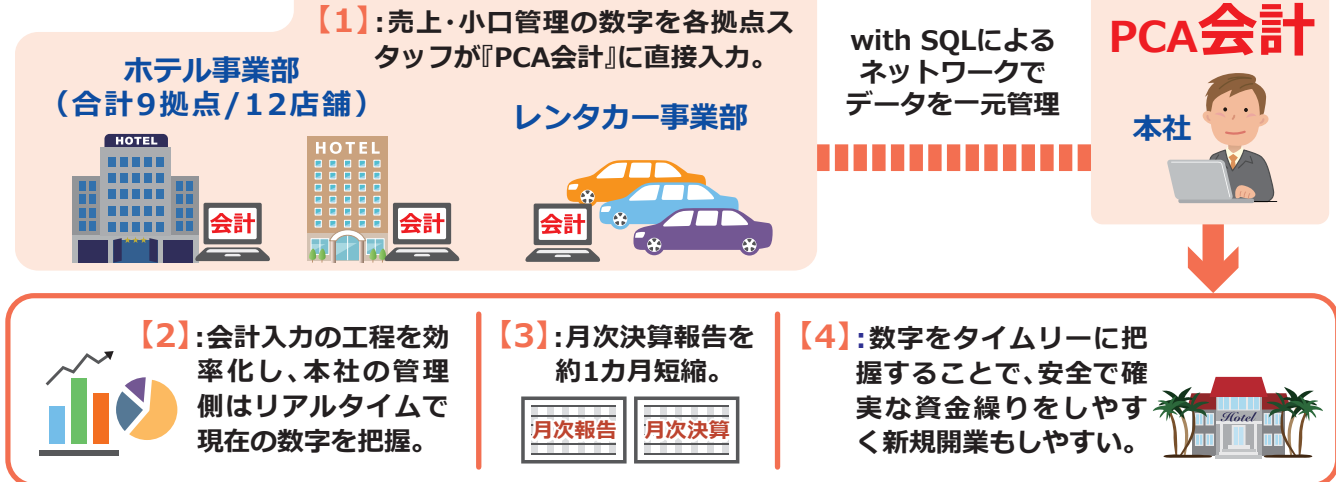 【1】:売上・小口管理の数字を各拠点ス
タッフが『PCA会計』に直接入力。
ホテル事業部
（合計9拠点/12店舗）
レンタカー事業部
HOTEL
HOTEL
会計
会計
会計
with SQLによる
ネットワークで
データを一元管理
PCA会計
本社
【2】:会計入力の工程を効
率化し、本社の管理
側はリアルタイムで
現在の数字を把握。
【3】:月次決算報告を
約1カ月短縮。
月次報告
月次決算
【4】:数字をタイムリーに把
握することで、安全で確
実な資金繰りをしやす
く新規開業もしやすい。
Hotel